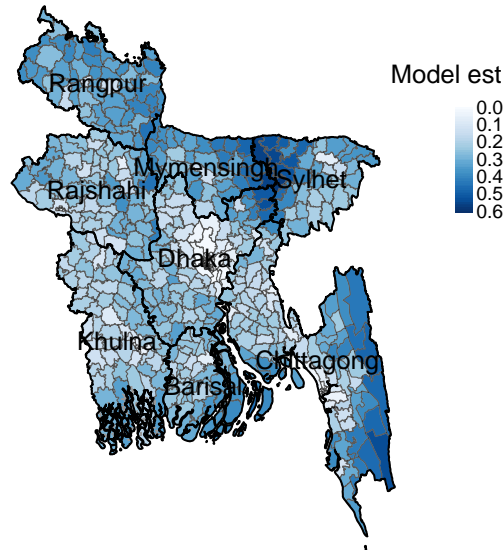 Model est
0.0
0.1
0.2
0.3
0.4
0.5
0.6
Rangpur
Mymensingh
Rajshahi
Sylhet
Dhaka
Khulna
Chittagong
Barishal